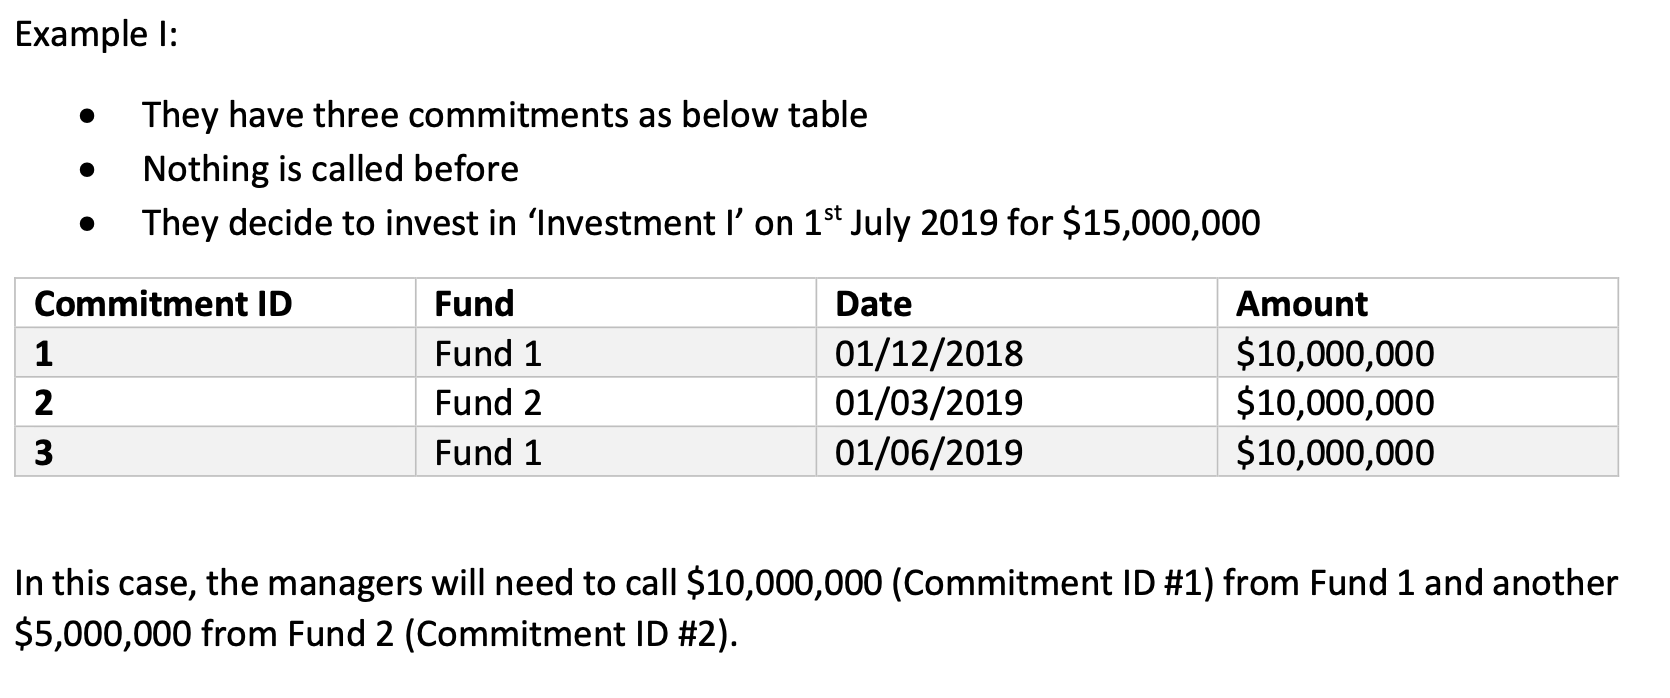 Example I:
• They have three commitments as below table
• Nothing is called before
• They decide to invest in ‘Investment I’ on 1st July 2019 for $15,000,000
Commitment ID Fund Date Amount
1 Fund 1 01/12/2018 $10,000,000
2 Fund 2 01/03/2019 $10,000,000
3 Fund 1 01/06/2019 $10,000,000
In this case, the managers will need to call $10,000,000 (Commitment ID #1) from Fund 1 and another
$5,000,000 from Fund 2 (Commitment ID #2).